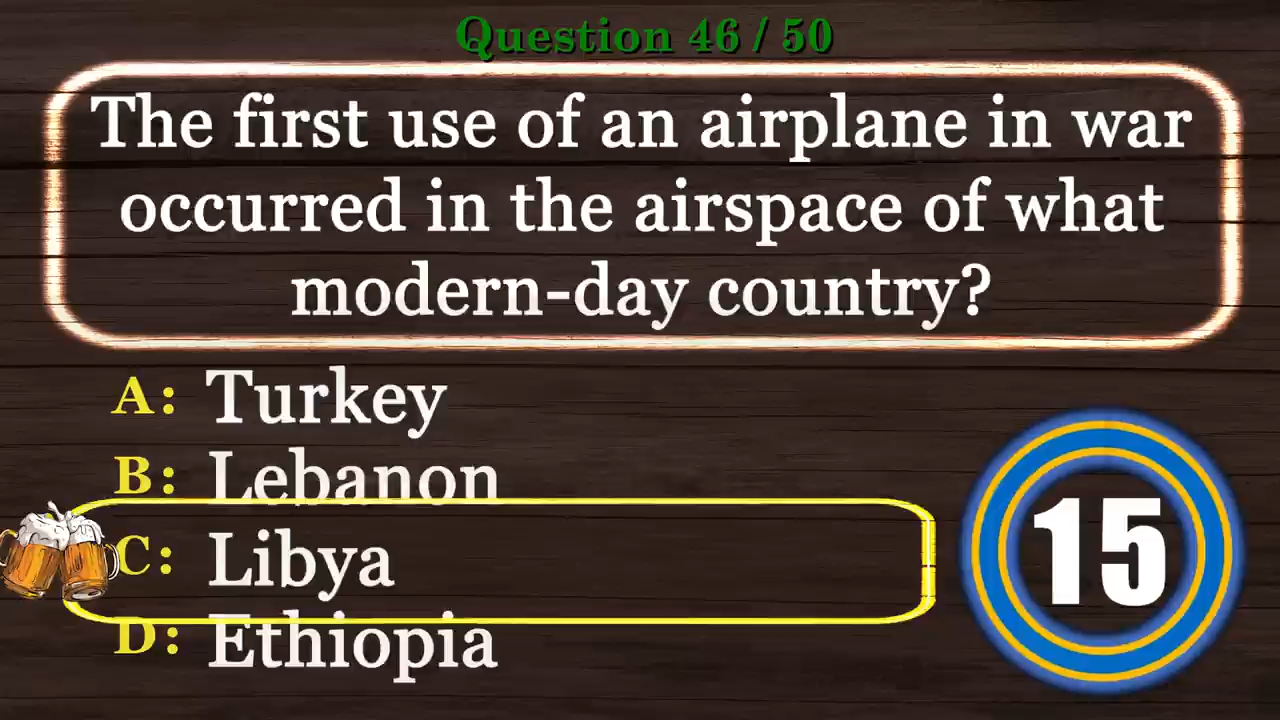 Question 46 / 50
The first use of an airplane in war
occurred in the airspace of what
modern-day country?
A: Turkey
B: Lebanon
C: Libya
D: Ethiopia
15